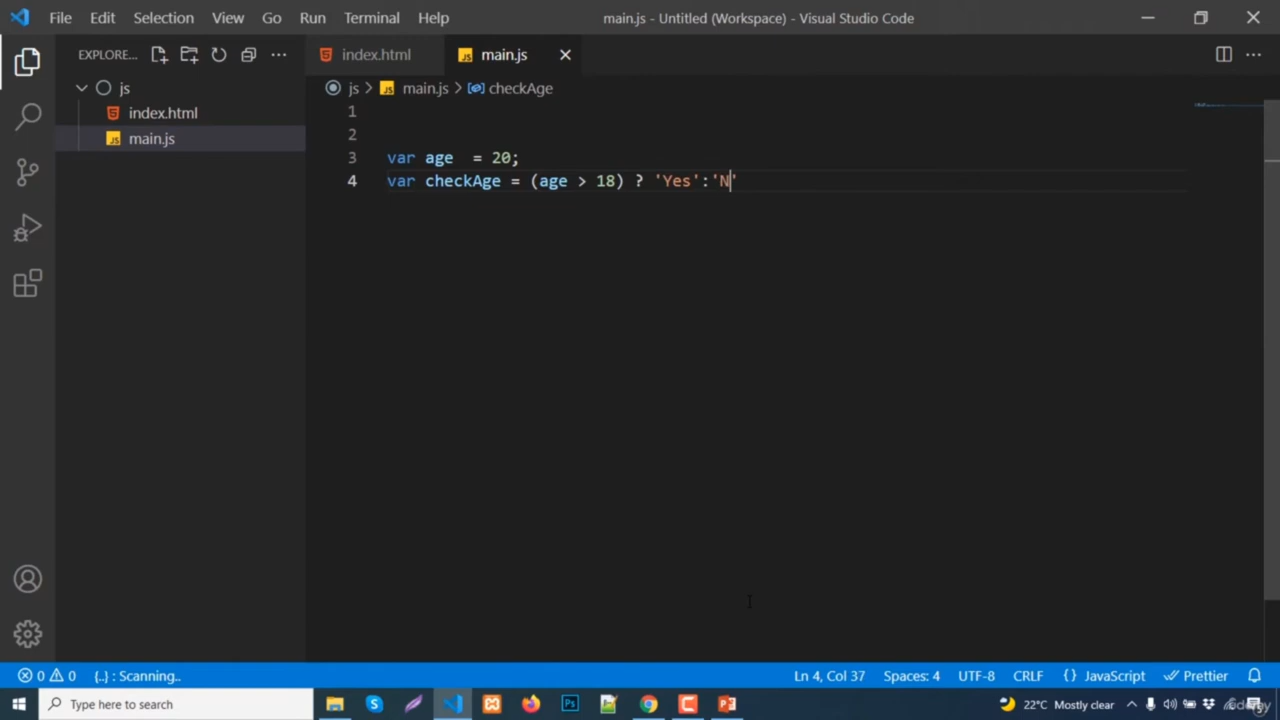 File Edit Selection View Go Run Terminal Help main.js - Untitled (Workspace) - Visual Studio Code
EXPLORE... index.html main.js
js
js > main.js > checkAge
index.html
main.js
1
2
3 var age  = 20;
4 var checkAge = (age > 18) ? 'Yes':'N'
0 0 {..} : Scanning.. Ln 4, Col 37 Spaces: 4 UTF-8 CRLF {} JavaScript Prettier
Type here to search 22°C Mostly clear